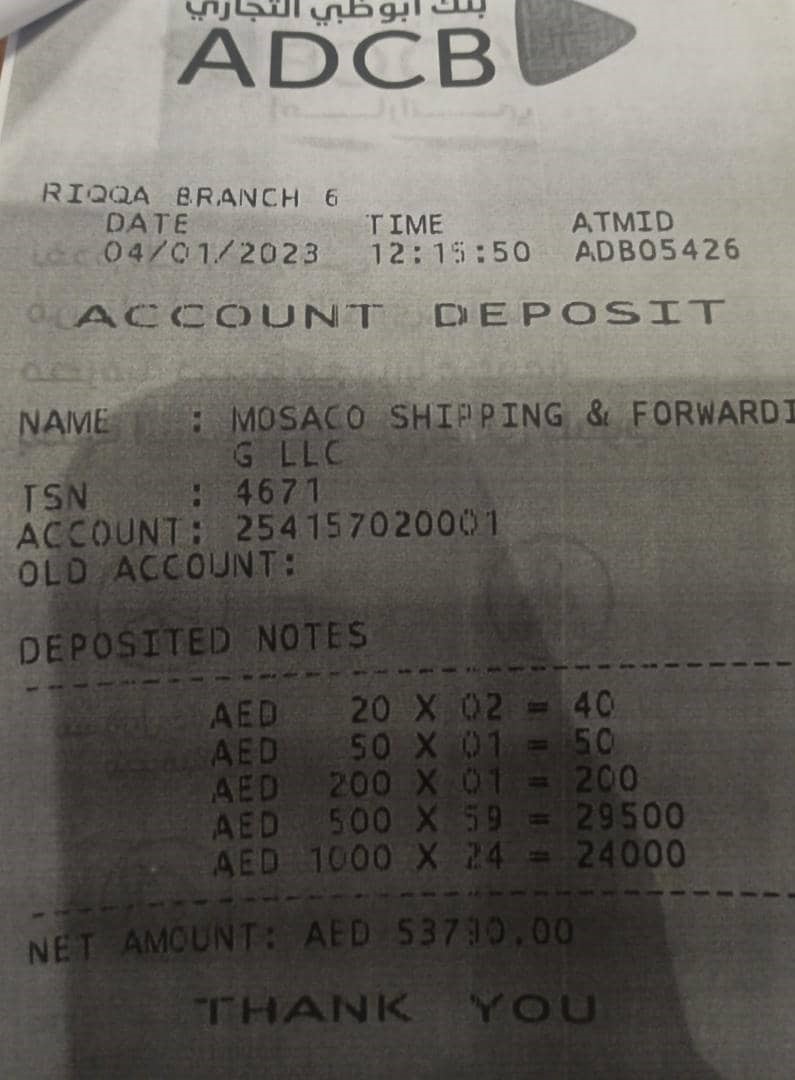 بنك أبوظبي التجاري
ADCB
RIQQA BRANCH 6
DATE TIME ATMID
04/01/2023 12:15:50 ADB05426
ACCOUNT DEPOSIT
NAME : MOSACO SHIPPING & FORWARDI
G LLC
TSN : 4671
ACCOUNT: 254157020001
OLD ACCOUNT:
DEPOSITED NOTES
AED 20 X 02 = 40
AED 50 X 01 = 50
AED 200 X 01 = 200
AED 500 X 59 = 29500
AED 1000 X 24 = 24000
NET AMOUNT: AED 53790.00
THANK YOU